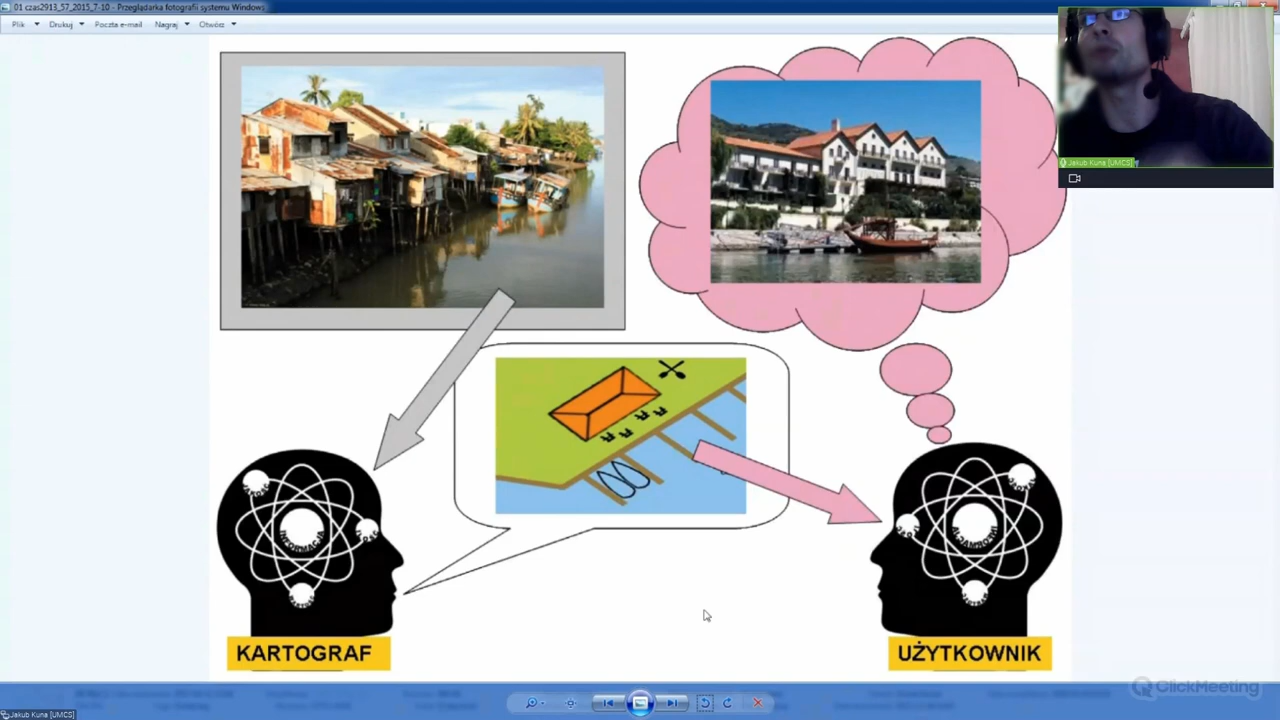 01 czas2913_57_2015_7-10 - Przeglądarka fotografii systemu Windows
Plik Drukuj Poczta e-mail Nagraj Otwórz
Jakub Kuna [UMCS]
INFORMACJA
KARTOGRAF
UŻYTKOWNIK
ClickMeeting
Jakub Kuna [UMCS]